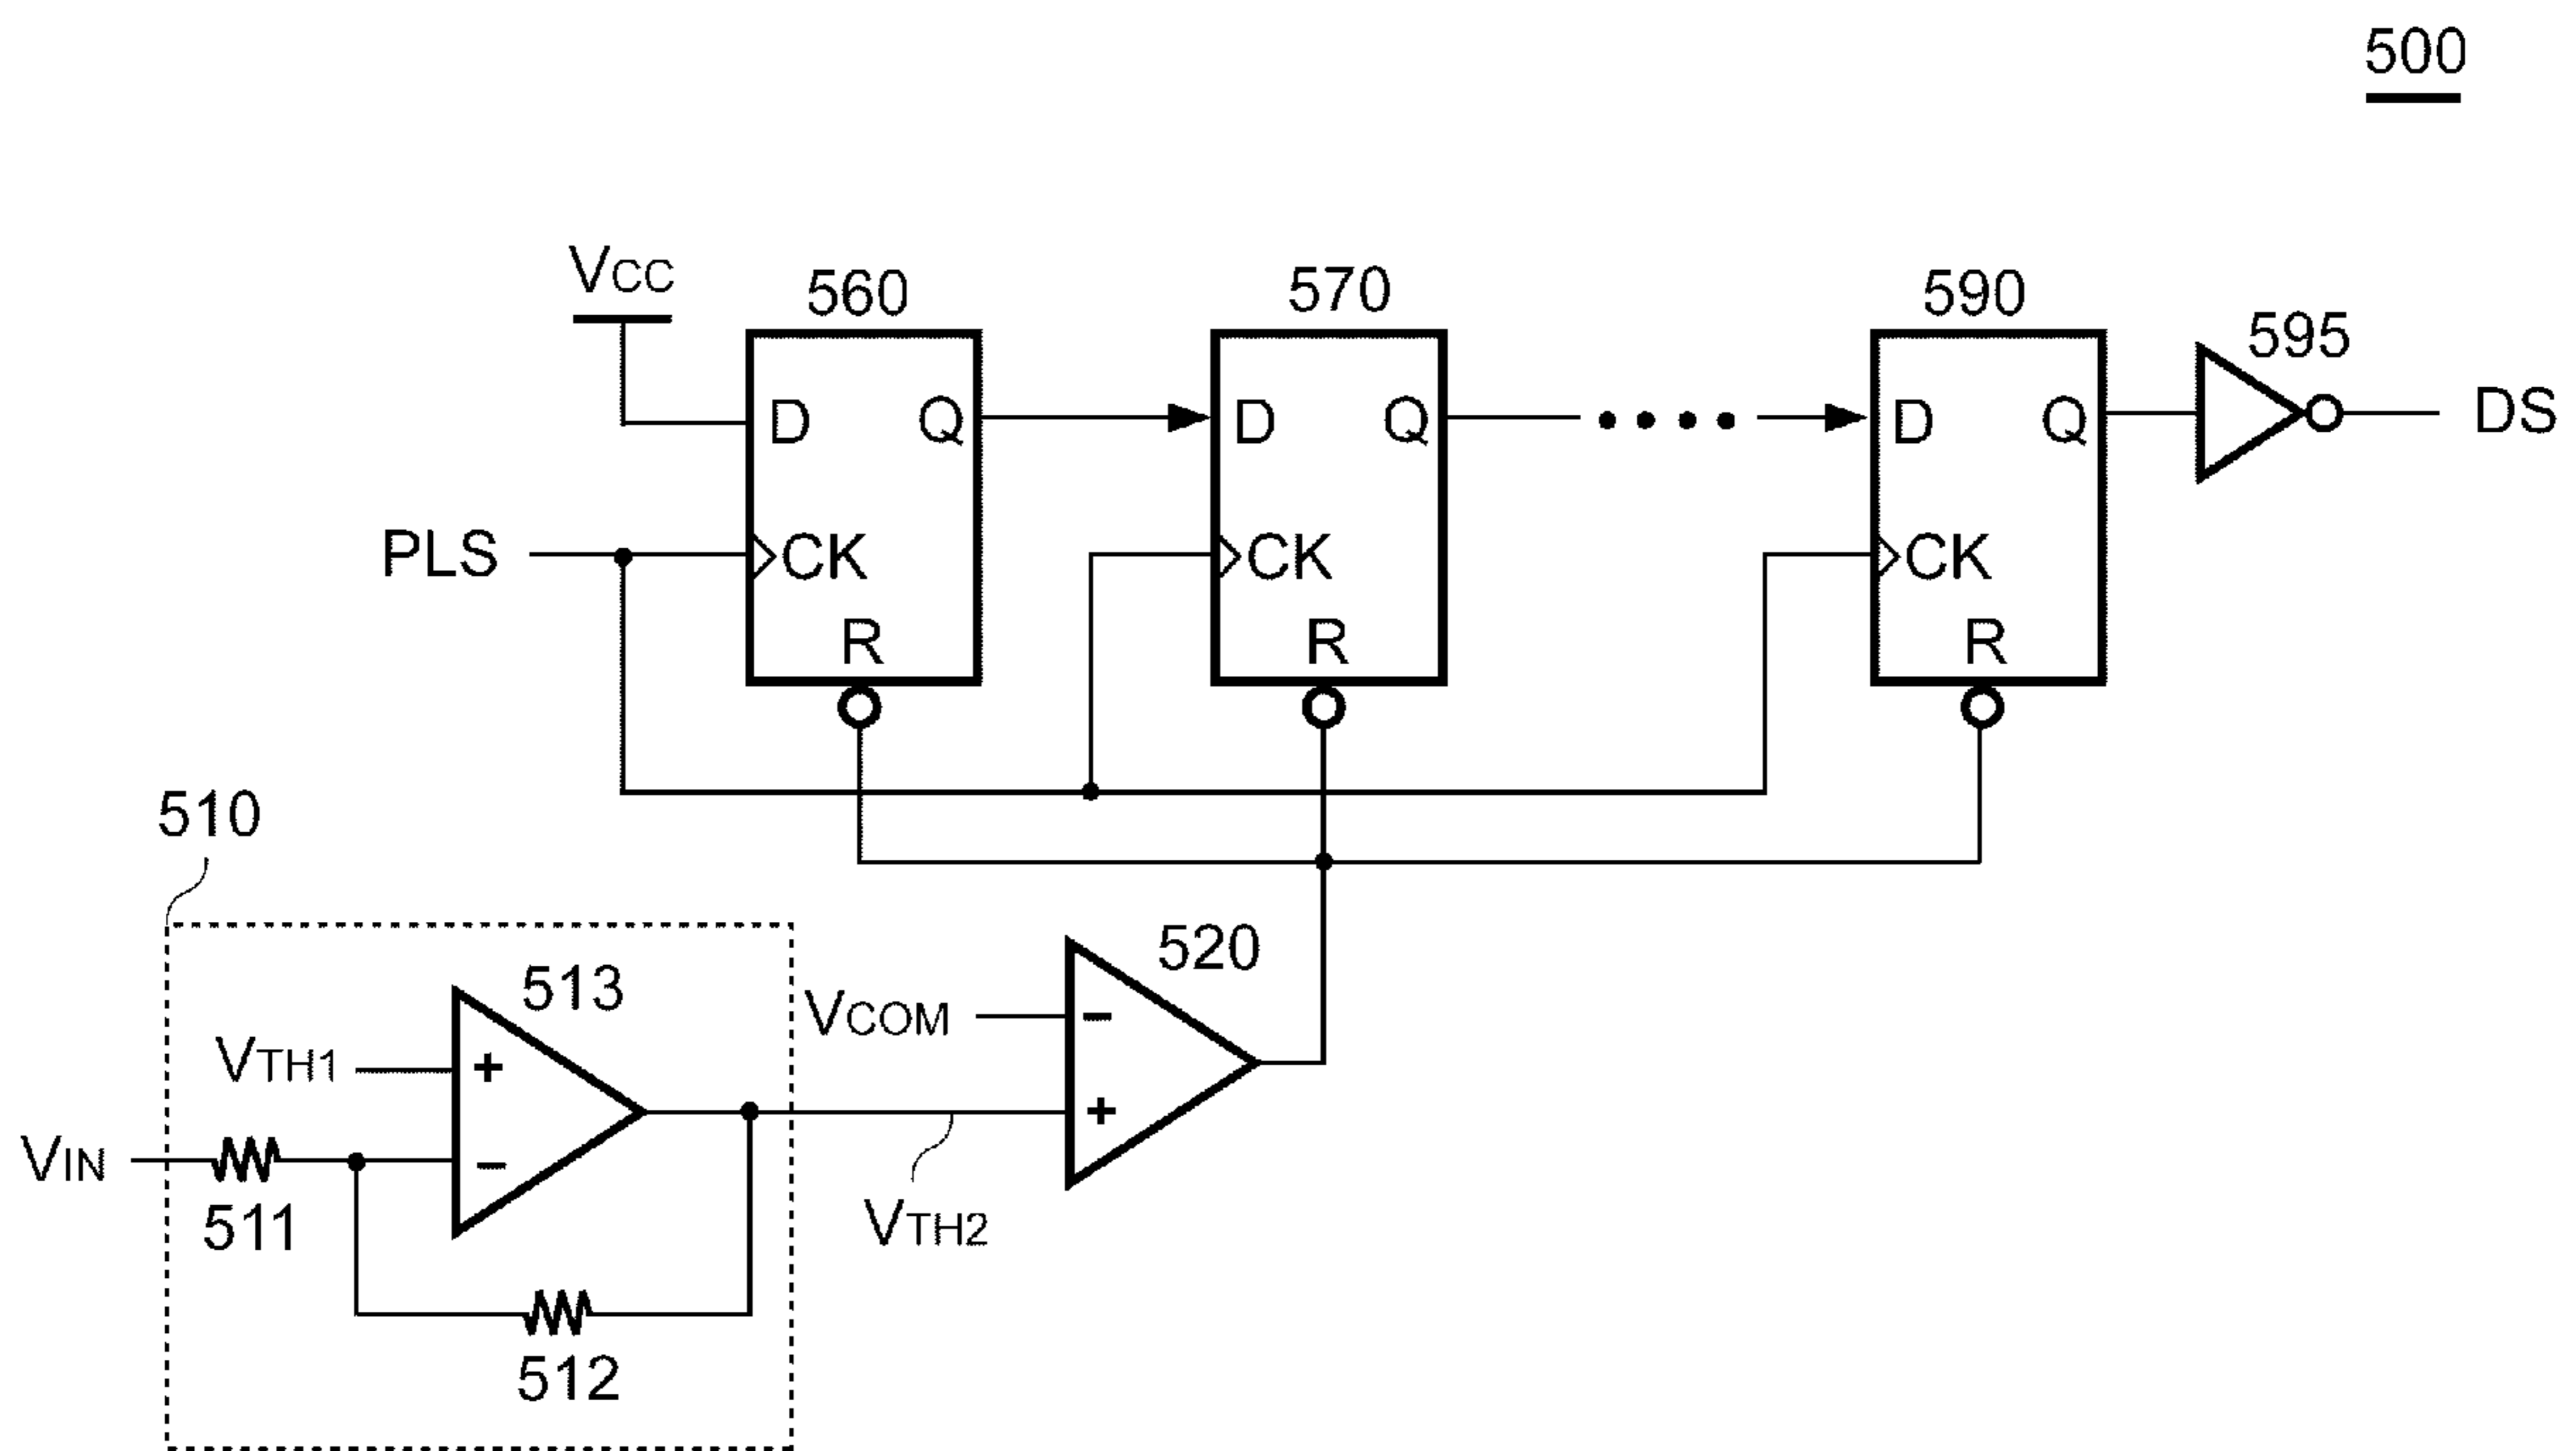 500
VCC
560
570
590
595
D
Q
D
Q
D
Q
DS
PLS
CK
CK
CK
R
R
R
510
513
520
VCOM
−
VTH1
+
+
VIN
−
511
VTH2
512